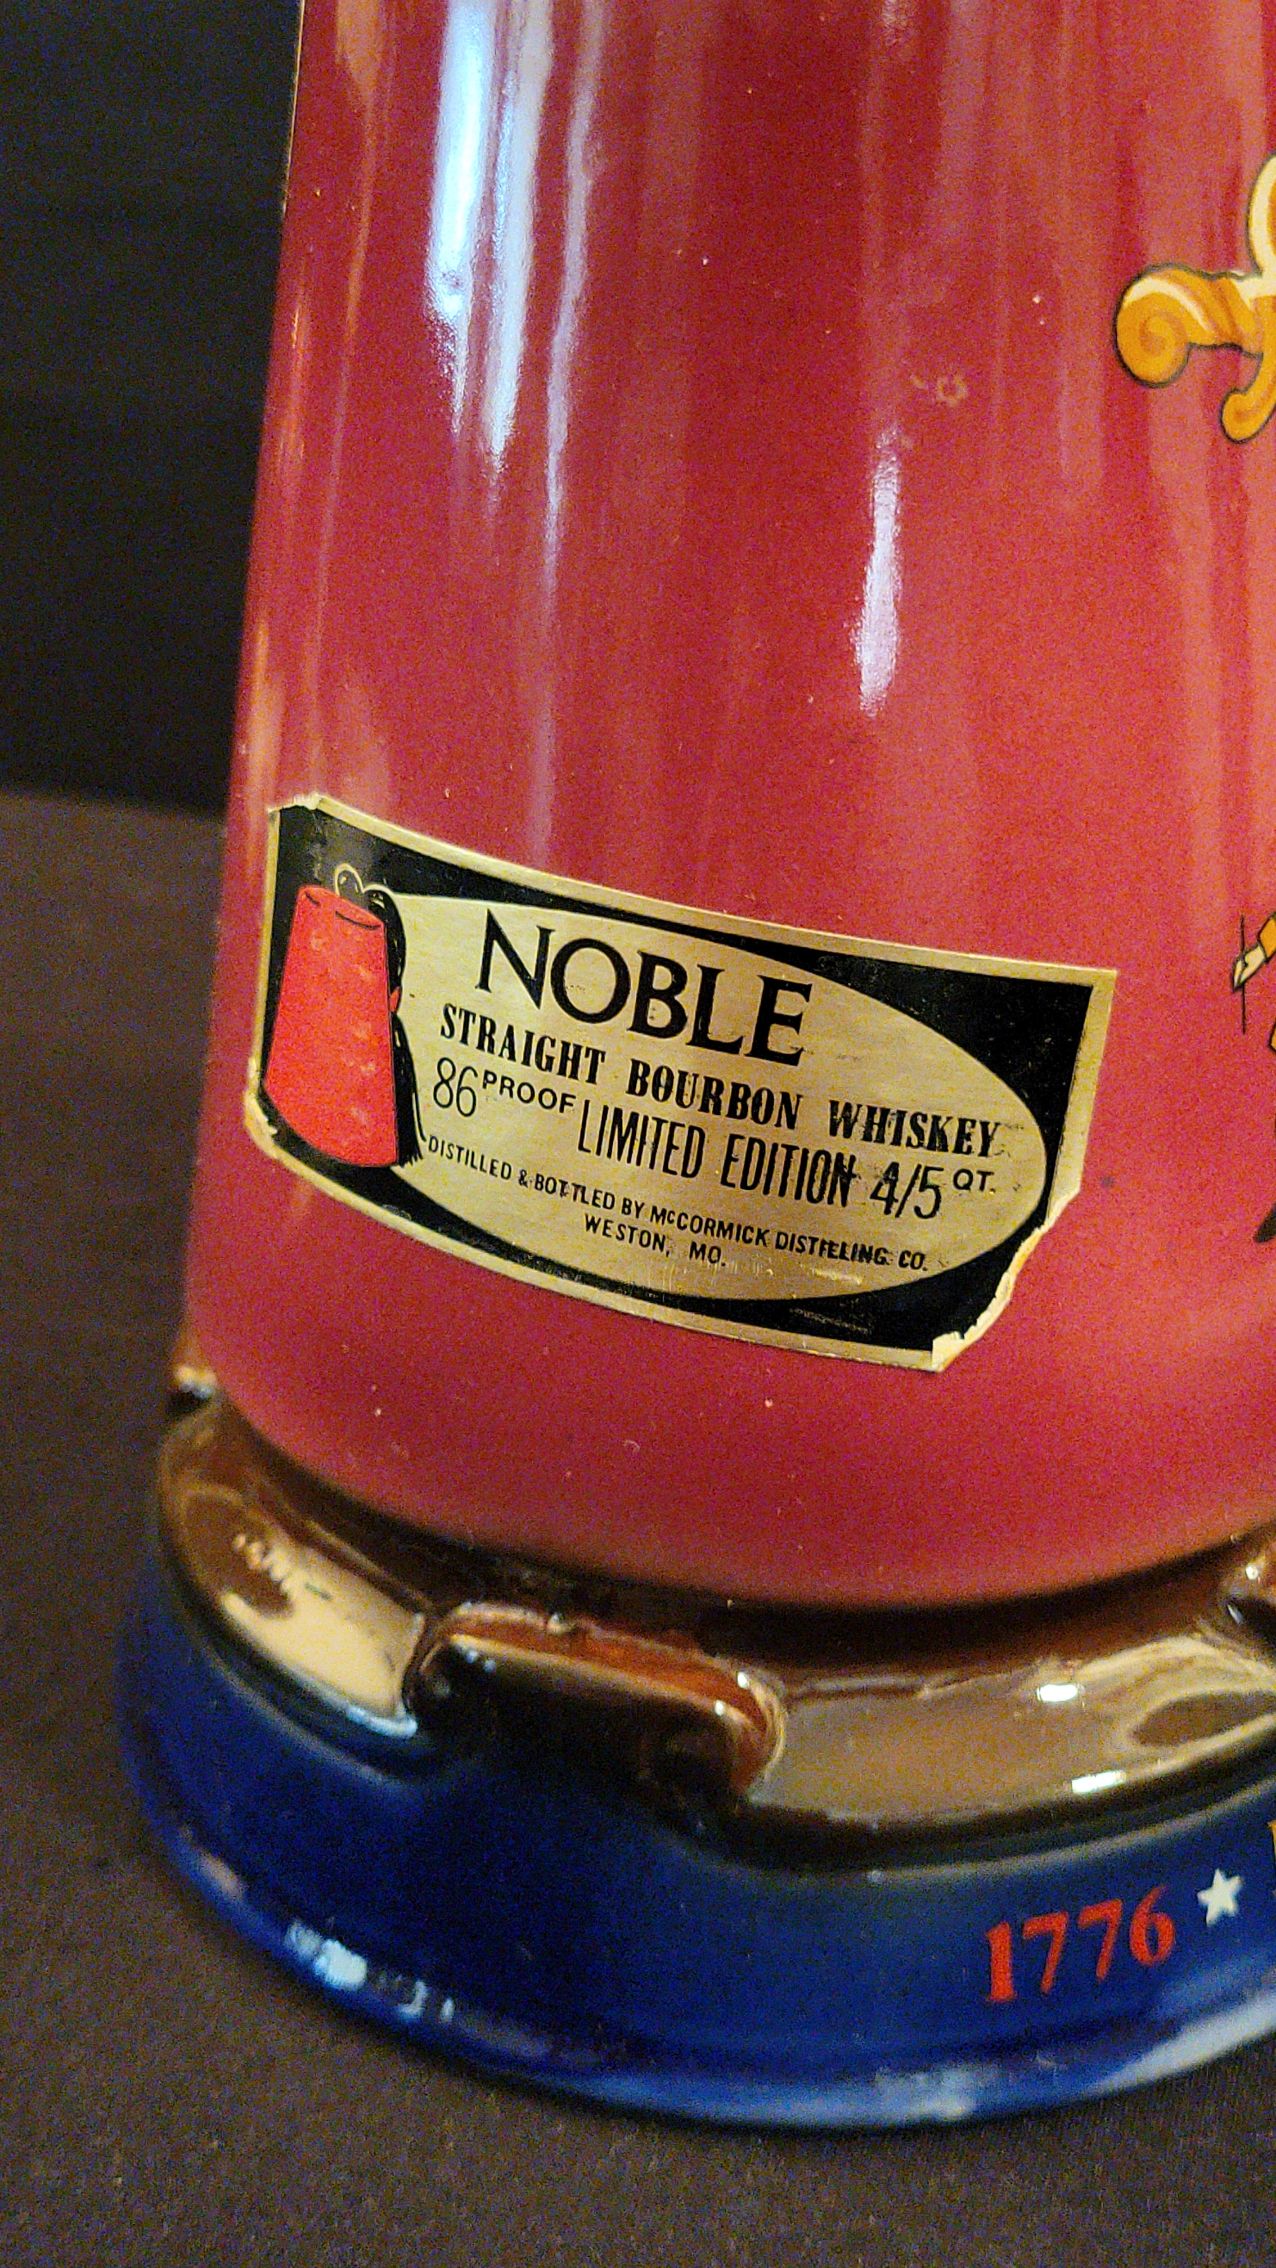 NOBLE
STRAIGHT BOURBON WHISKEY
86 PROOF LIMITED EDITION 4/5 QT.
DISTILLED & BOTTLED BY McCORMICK DISTILLING CO.
WESTON, MO.
1776 ★